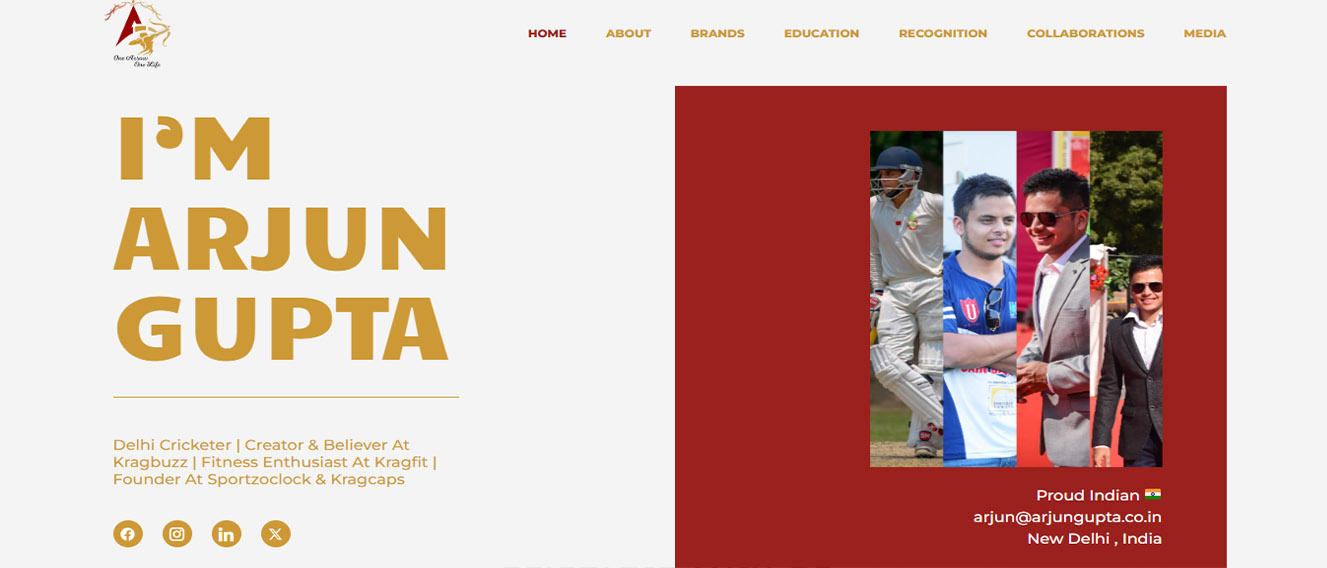 One Arrow
One Life
HOME
ABOUT
BRANDS
EDUCATION
RECOGNITION
COLLABORATIONS
MEDIA
I’M
ARJUN
GUPTA
Delhi Cricketer | Creator & Believer At
Kragbuzz | Fitness Enthusiast At Kragfit |
Founder At Sportzoclock & Kragcaps
Proud Indian 🇮🇳
arjun@arjungupta.co.in
New Delhi , India